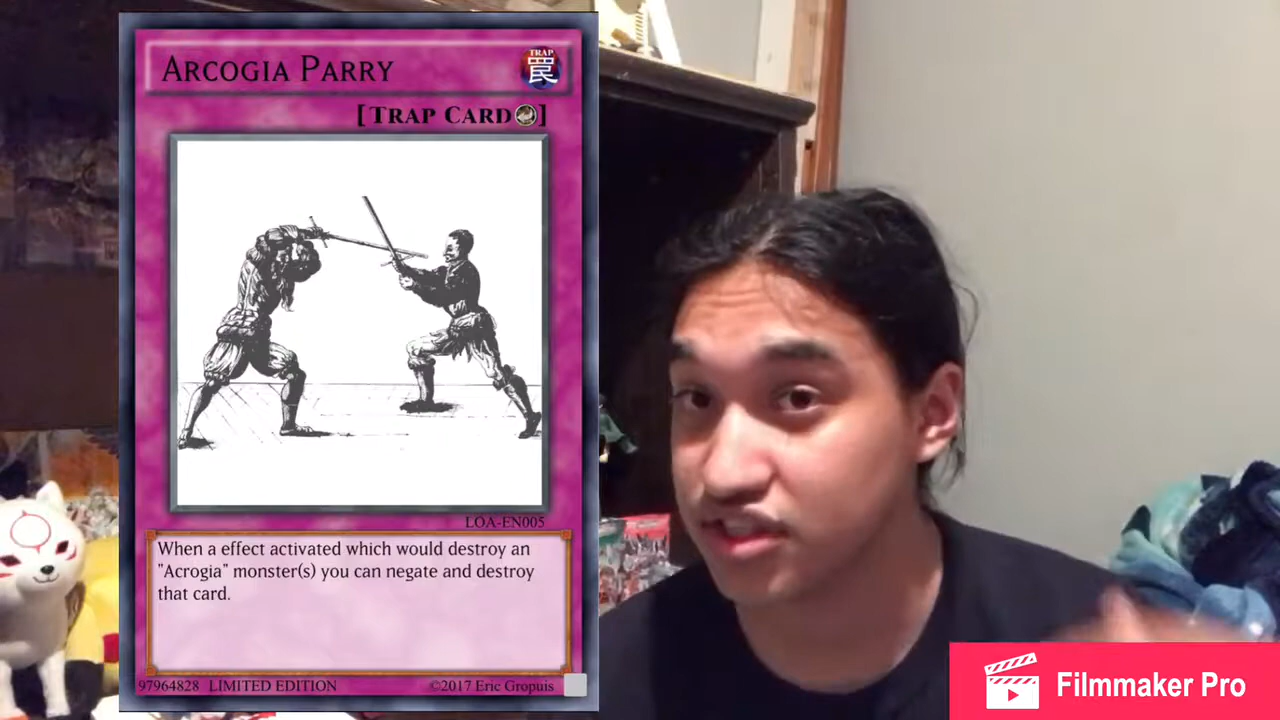 ARCOGIA PARRY
TRAP
罠
[TRAP CARD]
LOA-EN005
When a effect activated which would destroy an
"Acrogia" monster(s) you can negate and destroy
that card.
97964828 LIMITED EDITION ©2017 Eric Gropuis
Filmmaker Pro